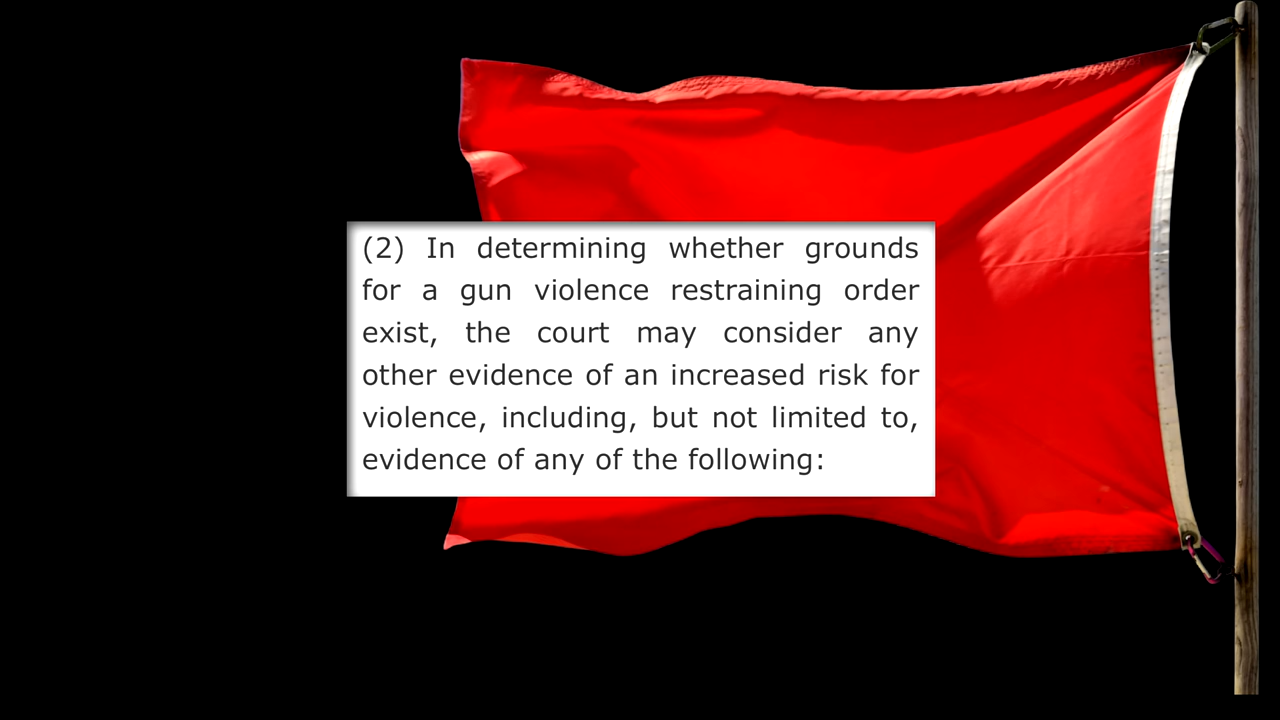 (2) In determining whether grounds
for a gun violence restraining order
exist, the court may consider any
other evidence of an increased risk for
violence, including, but not limited to,
evidence of any of the following: